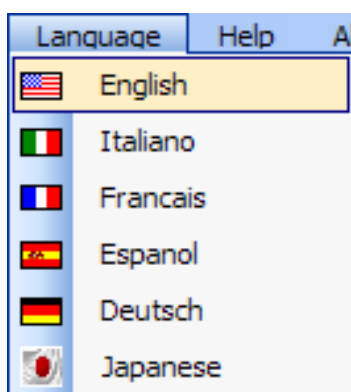 Language Help A
English
Italiano
Francais
Espanol
Deutsch
Japanese